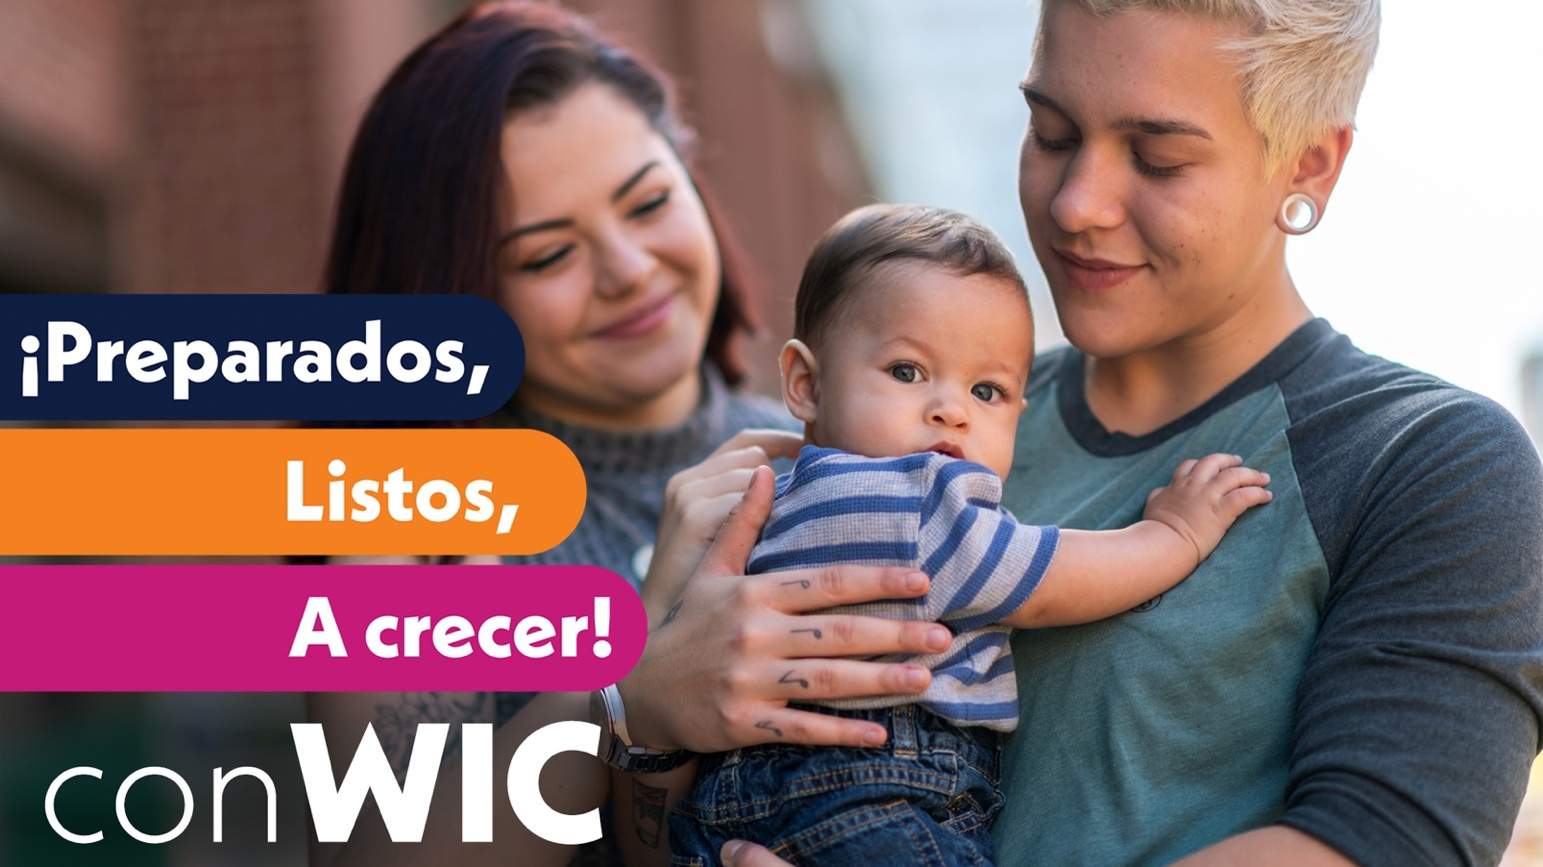 ¡Preparados,
Listos,
A crecer!
conWIC